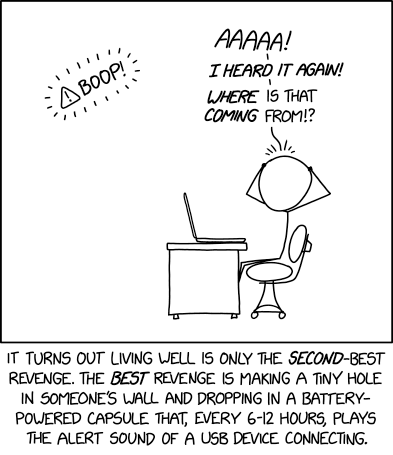 AAAAA!
I HEARD IT AGAIN!
WHERE IS THAT
COMING FROM!?
BOOP!
IT TURNS OUT LIVING WELL IS ONLY THE SECOND-BEST
REVENGE. THE BEST REVENGE IS MAKING A TINY HOLE
IN SOMEONE'S WALL AND DROPPING IN A BATTERY-
POWERED CAPSULE THAT, EVERY 6-12 HOURS, PLAYS
THE ALERT SOUND OF A USB DEVICE CONNECTING.